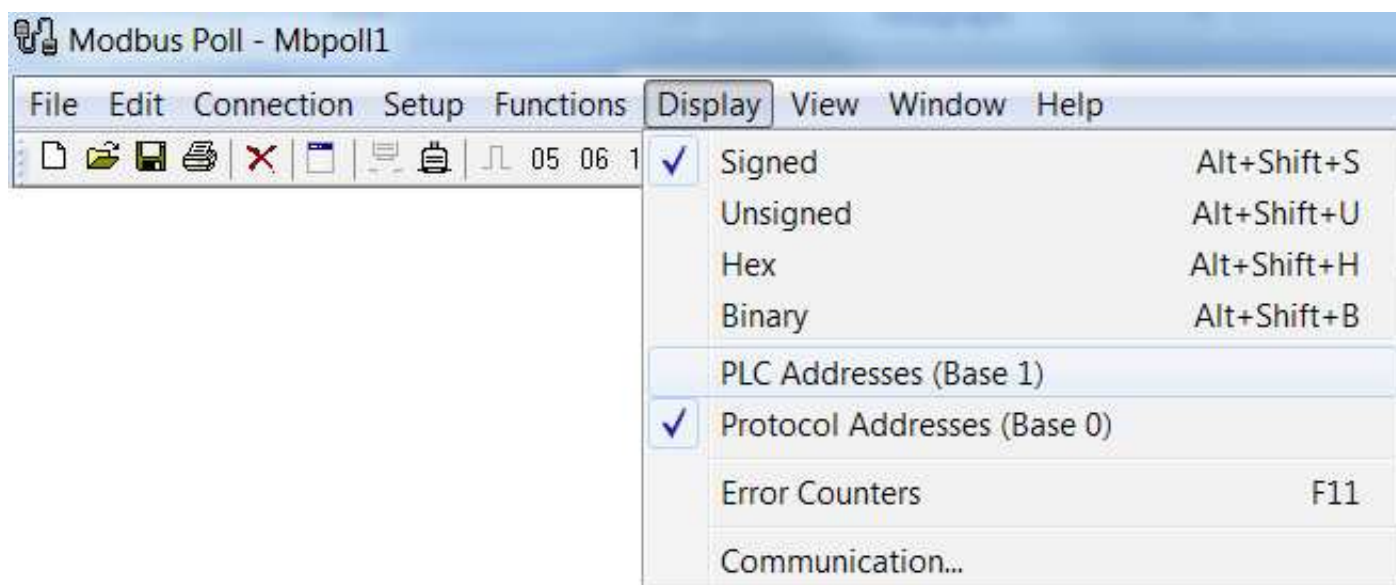 Modbus Poll - Mbpoll1
File Edit Connection Setup Functions Display View Window Help
05 06 1
Signed Alt+Shift+S
Unsigned Alt+Shift+U
Hex Alt+Shift+H
Binary Alt+Shift+B
PLC Addresses (Base 1)
Protocol Addresses (Base 0)
Error Counters F11
Communication...